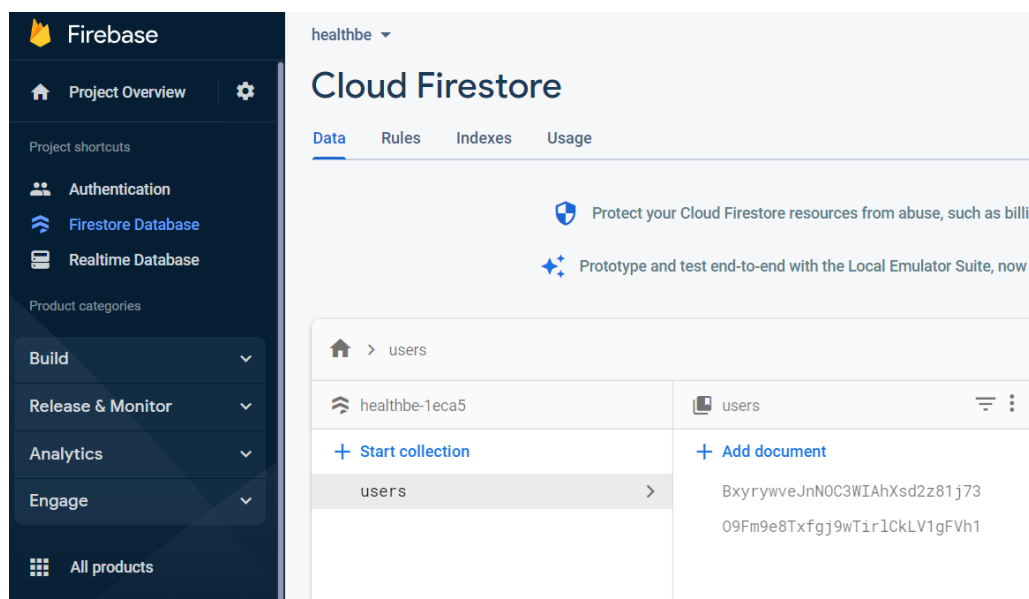 Firebase
Project Overview
Project shortcuts
Authentication
Firestore Database
Realtime Database
Product categories
Build
Release & Monitor
Analytics
Engage
All products
healthbe
Cloud Firestore
Data Rules Indexes Usage
Protect your Cloud Firestore resources from abuse, such as billi
Prototype and test end-to-end with the Local Emulator Suite, now
> users
healthbe-1eca5
+ Start collection
users
users
+ Add document
BxyrywveJnNOC3WIAhXsd2z81j73
O9Fm9e8Txfgj9wTirlCkLV1gFVh1